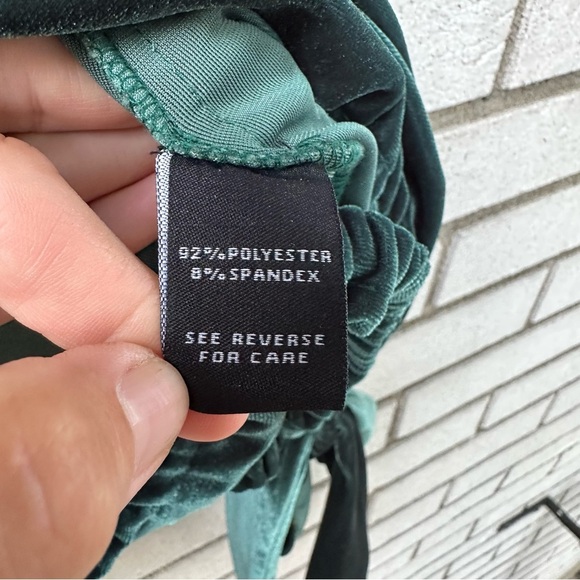 92%POLYESTER
8%SPANDEX
SEE REVERSE
FOR CARE